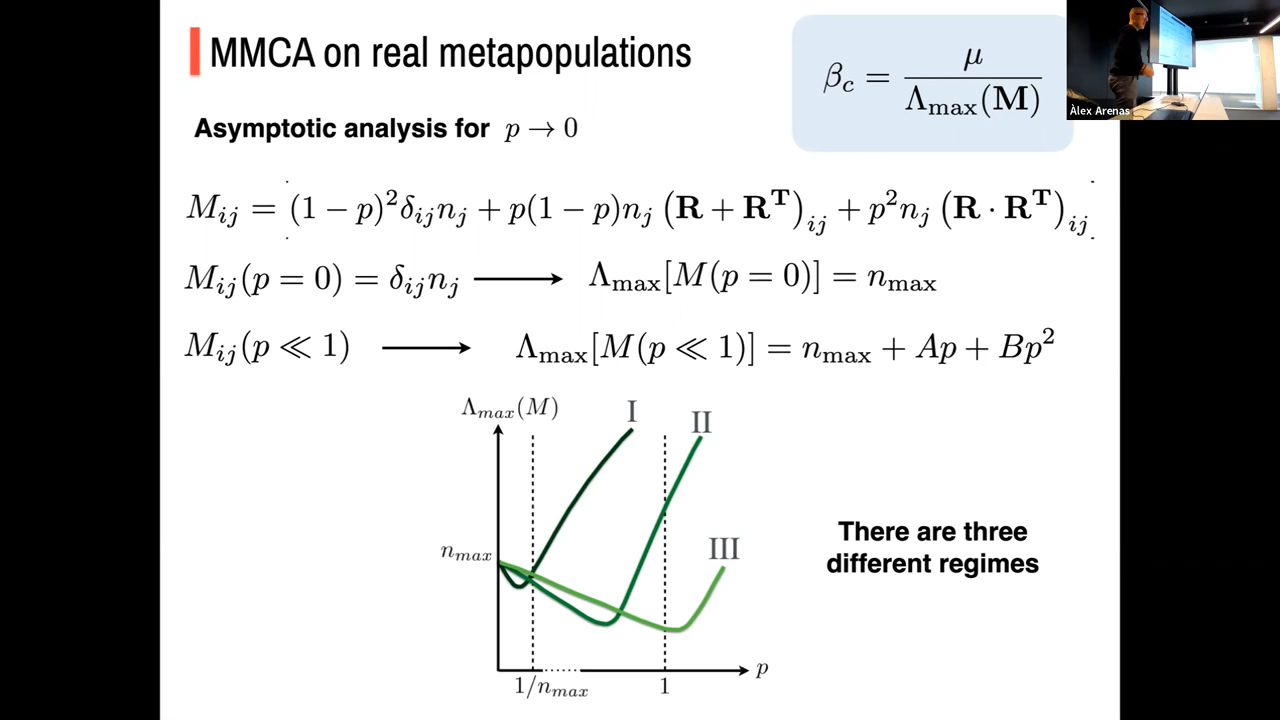 MMCA on real metapopulations
β_c = μ / Λ_max(M)
Àlex Arenas
Asymptotic analysis for p → 0
M_ij = (1 − p)²δ_ij n_j + p(1 − p)n_j (R + R^T)_ij + p² n_j (R · R^T)_ij
M_ij(p = 0) = δ_ij n_j ⟶ Λ_max[M(p = 0)] = n_max
M_ij(p ≪ 1) ⟶ Λ_max[M(p ≪ 1)] = n_max + Ap + Bp²
Λ_max(M)
I
II
III
n_max
1/n_max
1
p
There are three
different regimes